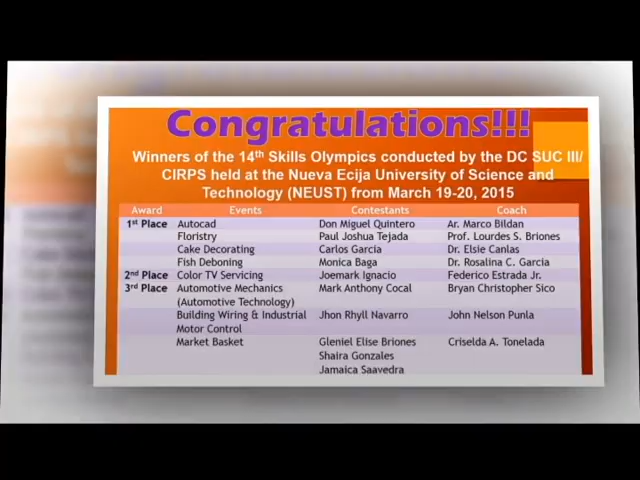 Congratulations!!!
Winners of the 14th Skills Olympics conducted by the DC SUC III/
CIRPS held at the Nueva Ecija University of Science and
Technology (NEUST) from March 19-20, 2015
Award Events Contestants Coach
1st Place Autocad Don Miguel Quintero Ar. Marco Bildan
Floristry Paul Joshua Tejada Prof. Lourdes S. Briones
Cake Decorating Carlos Garcia Dr. Elsie Canlas
Fish Deboning Monica Baga Dr. Rosalina C. Garcia
2nd Place Color TV Servicing Joemark Ignacio Federico Estrada Jr.
3rd Place Automotive Mechanics Mark Anthony Cocal Bryan Christopher Sico
(Automotive Technology)
Building Wiring & Industrial Jhon Rhyll Navarro John Nelson Punla
Motor Control
Market Basket Gleniel Elise Briones Criselda A. Tonelada
Shaira Gonzales
Jamaica Saavedra